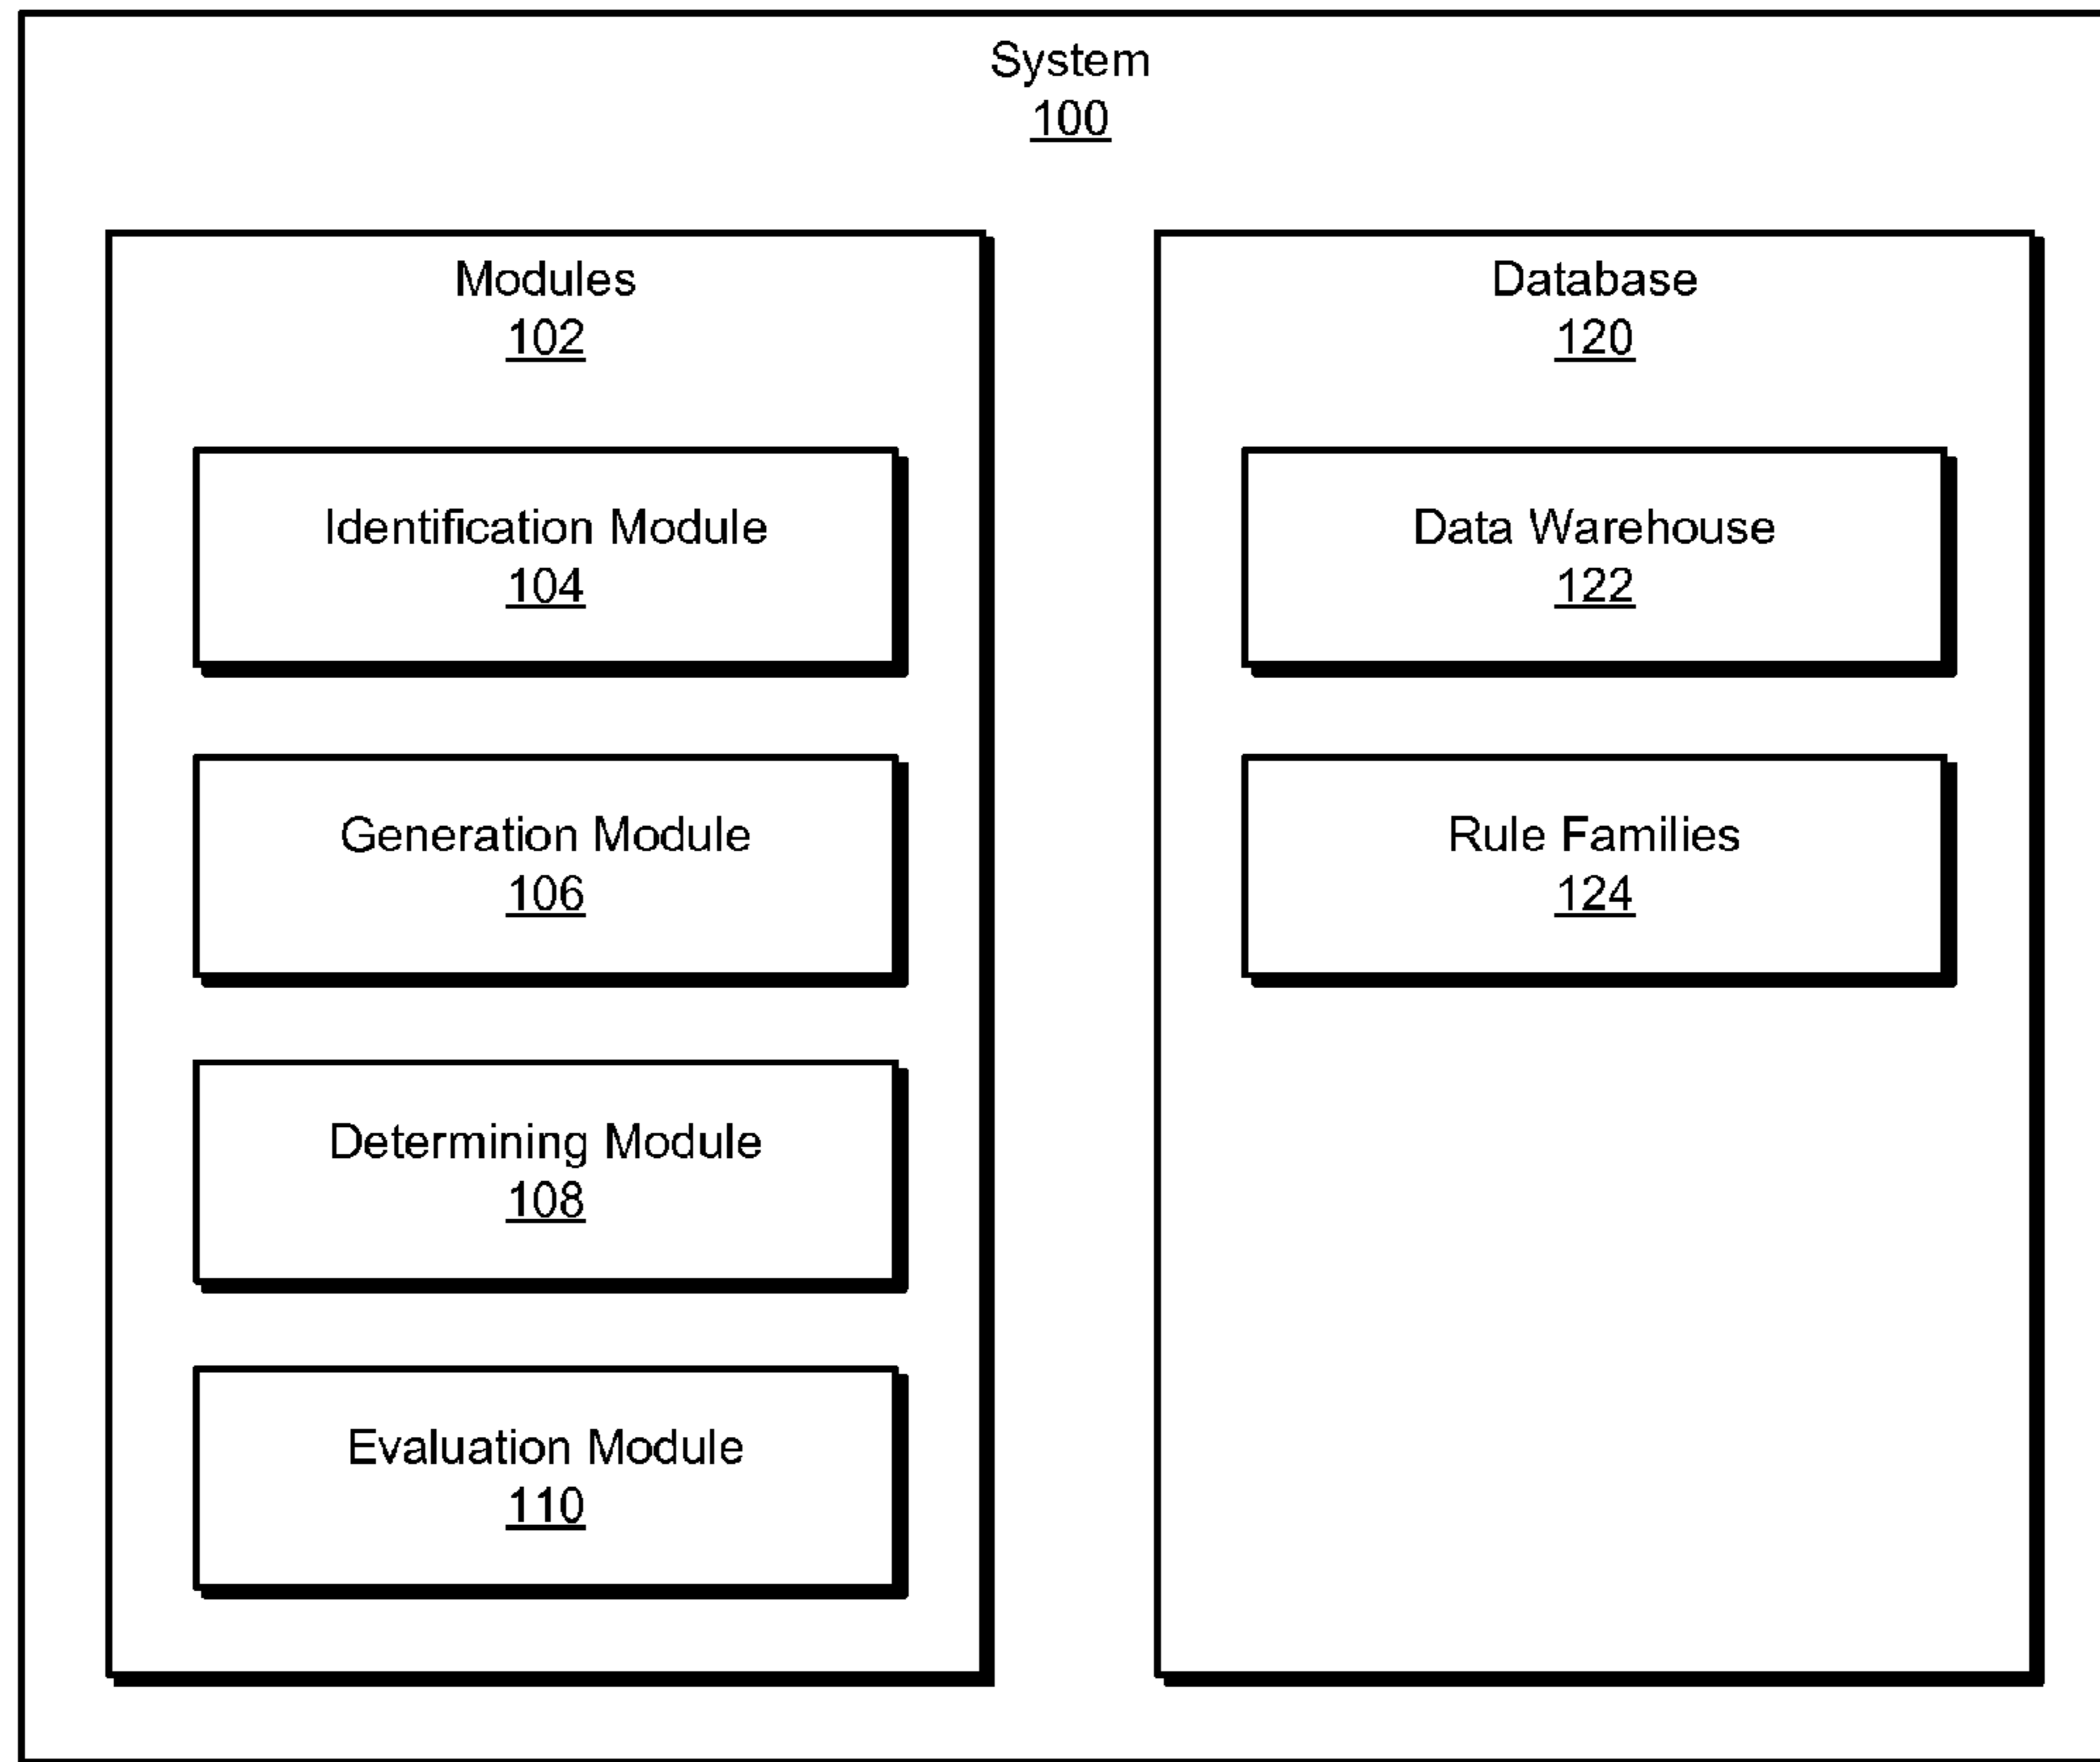 System
100
Modules
102
Identification Module
104
Generation Module
106
Determining Module
108
Evaluation Module
110
Database
120
Data Warehouse
122
Rule Families
124